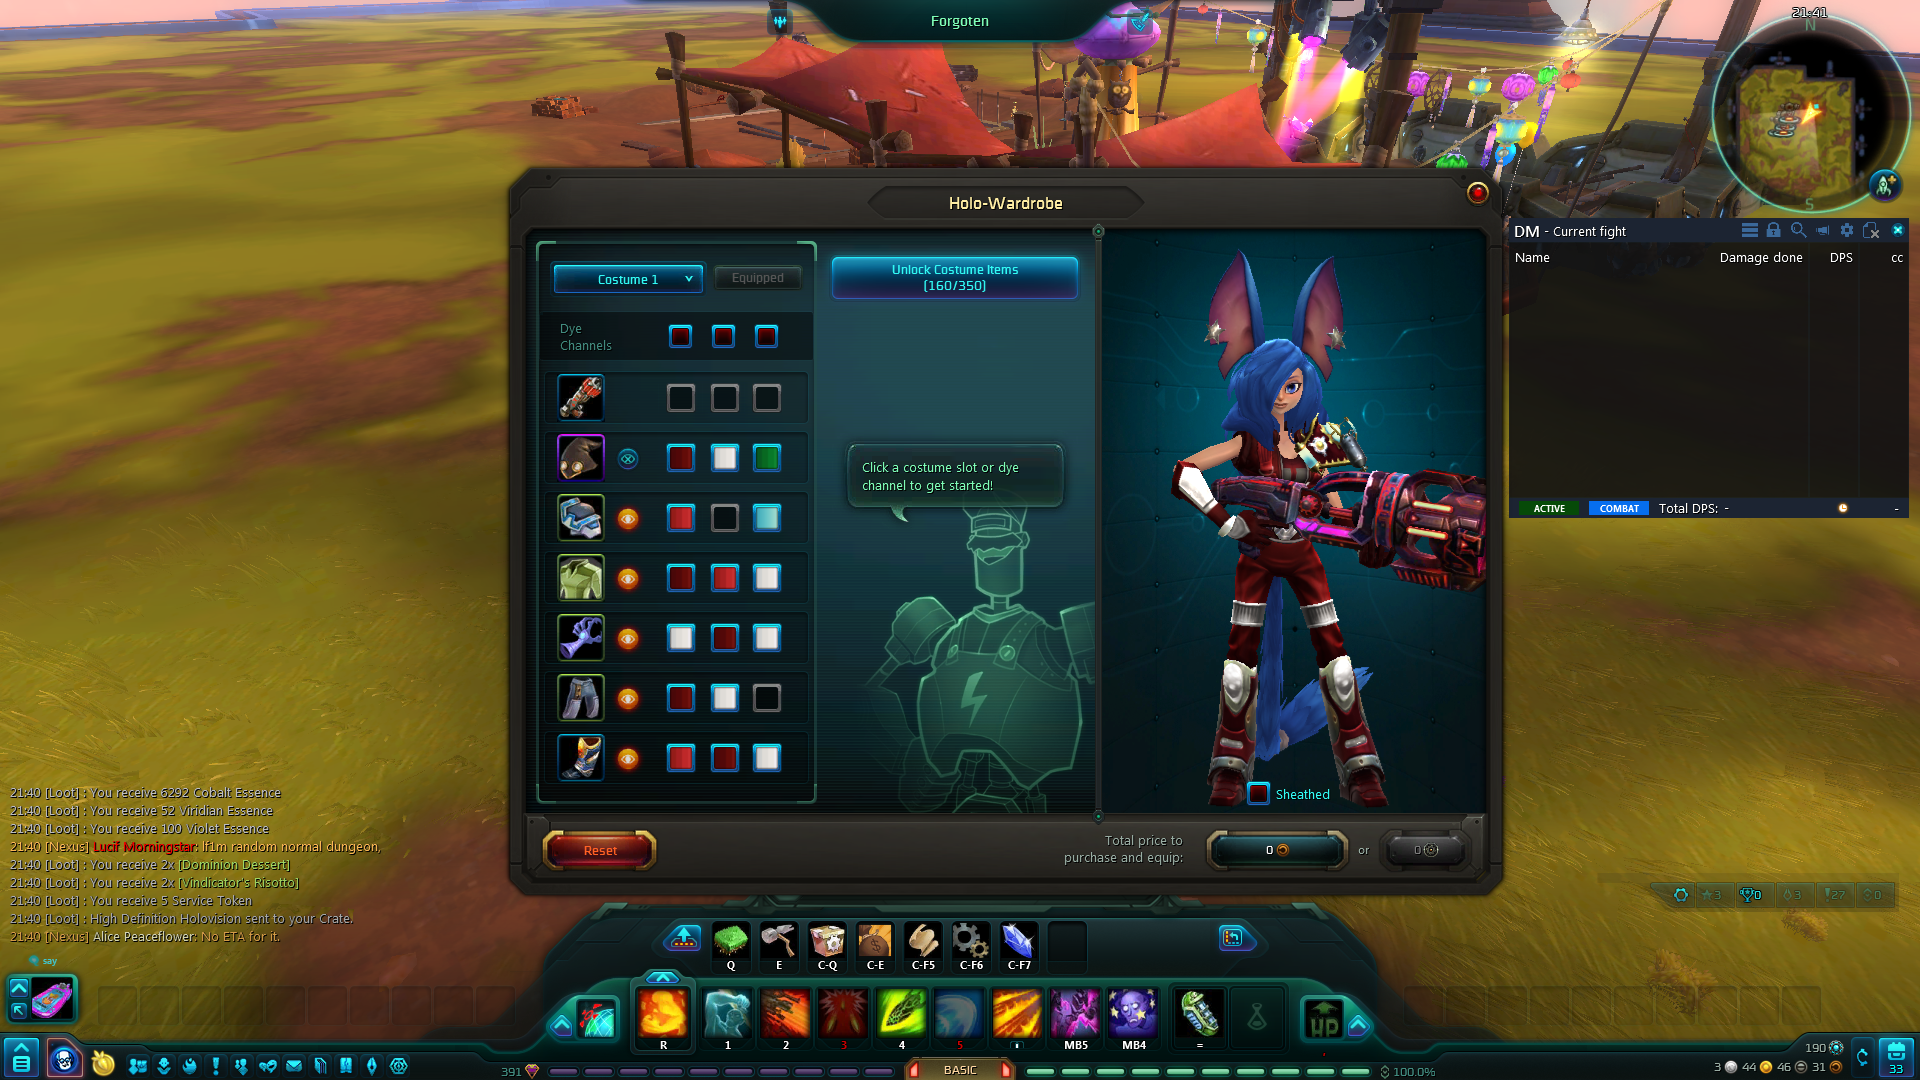 Forgoten
21:41
N
S
Holo-Wardrobe
Costume 1
Equipped
Unlock Costume Items
(160/350)
Dye
Channels
Click a costume slot or dye
channel to get started!
Sheathed
Reset
Total price to
purchase and equip:
0
or
0
DM - Current fight
Name
Damage done
DPS
cc
ACTIVE
COMBAT
Total DPS: -
-
21:40 [Loot] : You receive 6292 Cobalt Essence
21:40 [Loot] : You receive 52 Viridian Essence
21:40 [Loot] : You receive 100 Violet Essence
21:40 [Nexus] Lucif Morningstar: lf1m random normal dungeon,
21:40 [Loot] : You receive 2x [Dominion Dessert]
21:40 [Loot] : You receive 2x [Vindicator's Risotto]
21:40 [Loot] : You receive 5 Service Token
21:40 [Loot] : High Definition Holovision sent to your Crate.
21:40 [Nexus] Alice Peaceflower: No ETA for it.
say
3
0
3
27
0
Q
E
C-Q
C-E
C-F5
C-F6
C-F7
R
1
2
3
4
5
MB5
MB4
=
UP
391
BASIC
100.0%
190
3
44
46
31
33